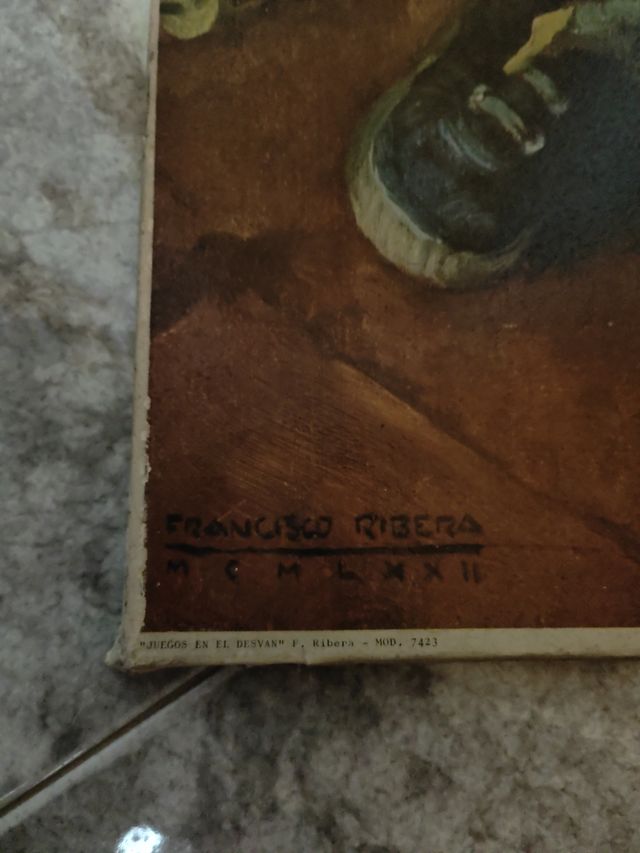 FRANCISCO RIBERA
MCMLXXII
"JUEGOS EN EL DESVAN" F. Ribera - MOD. 7423